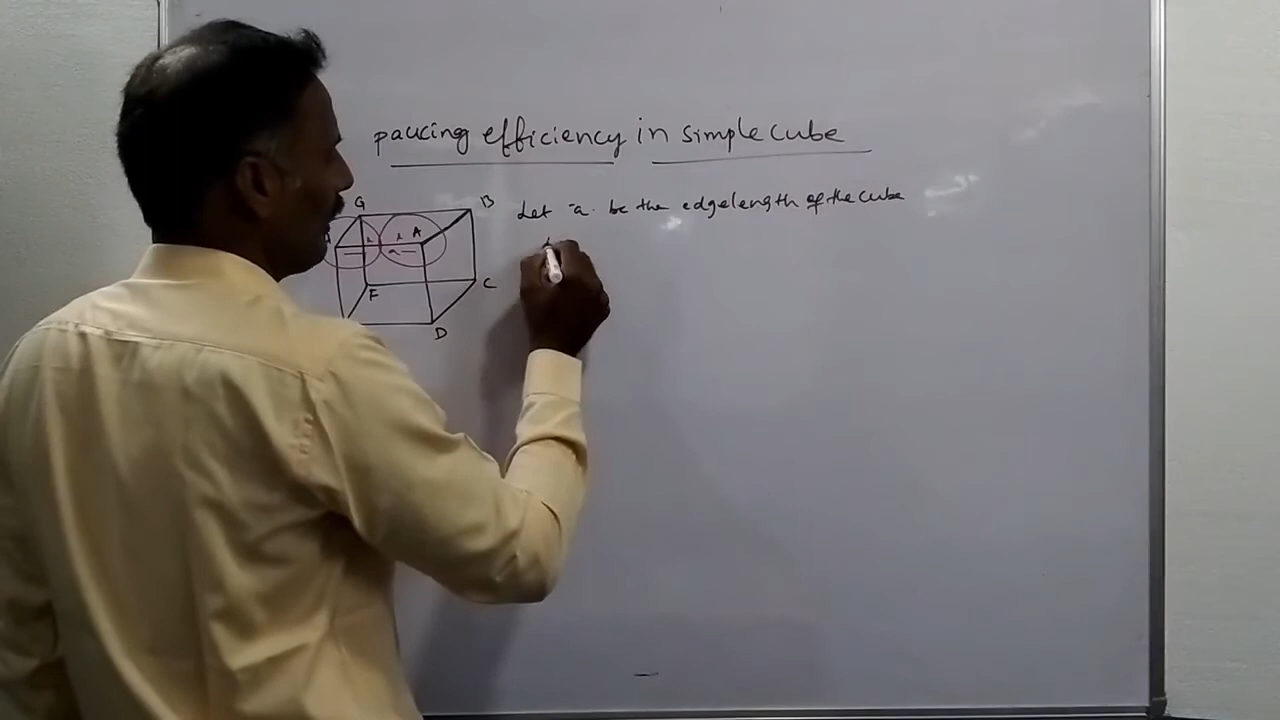 paucing efficiency in simple cube
G
B
Let -a. be the edgelength of the cube
r r A
a
F
C
D